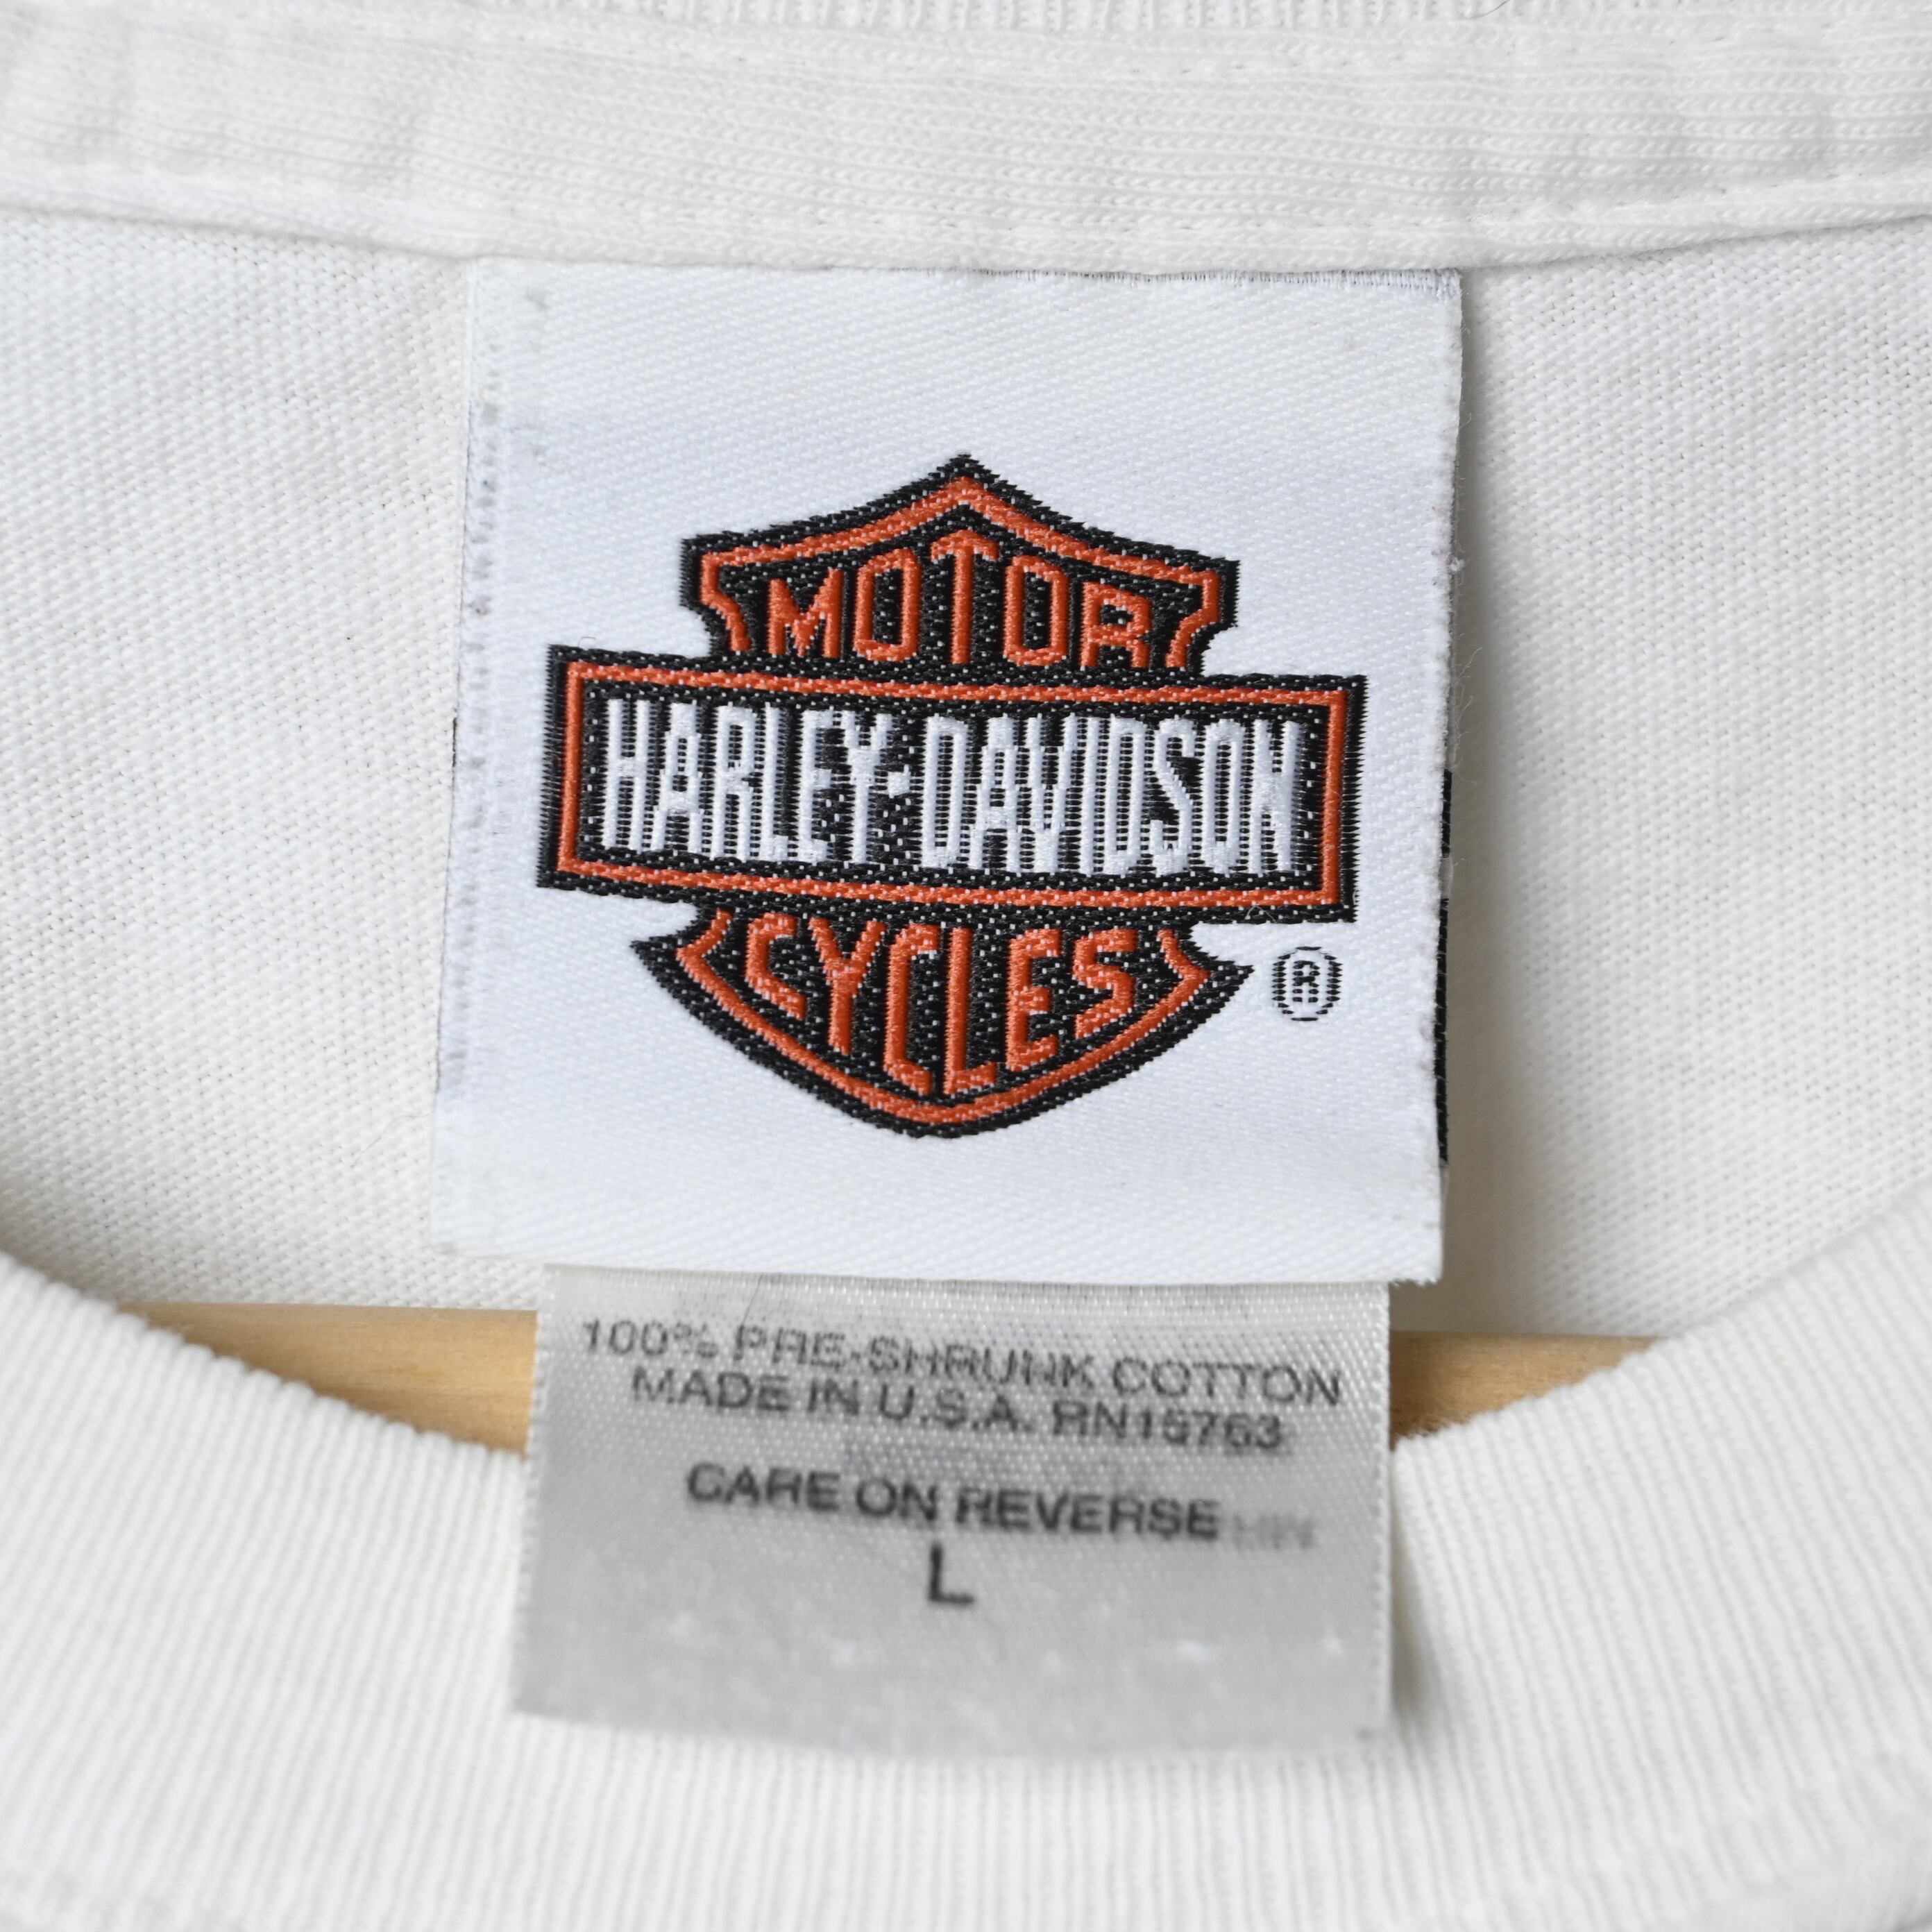 MOTOR
HARLEY-DAVIDSON
CYCLES
®
100% PRE-SHRUNK COTTON
MADE IN U.S.A. RN15763
CARE ON REVERSE
L